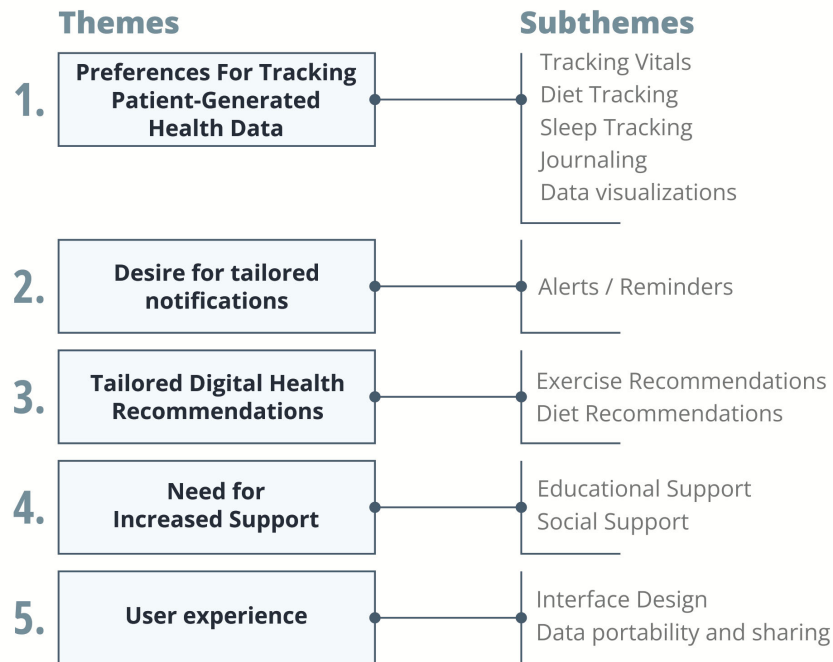 Themes
Subthemes
1.
Preferences For Tracking
Patient-Generated
Health Data
Tracking Vitals
Diet Tracking
Sleep Tracking
Journaling
Data visualizations
2.
Desire for tailored
notifications
Alerts / Reminders
3.
Tailored Digital Health
Recommendations
Exercise Recommendations
Diet Recommendations
4.
Need for
Increased Support
Educational Support
Social Support
5.
User experience
Interface Design
Data portability and sharing